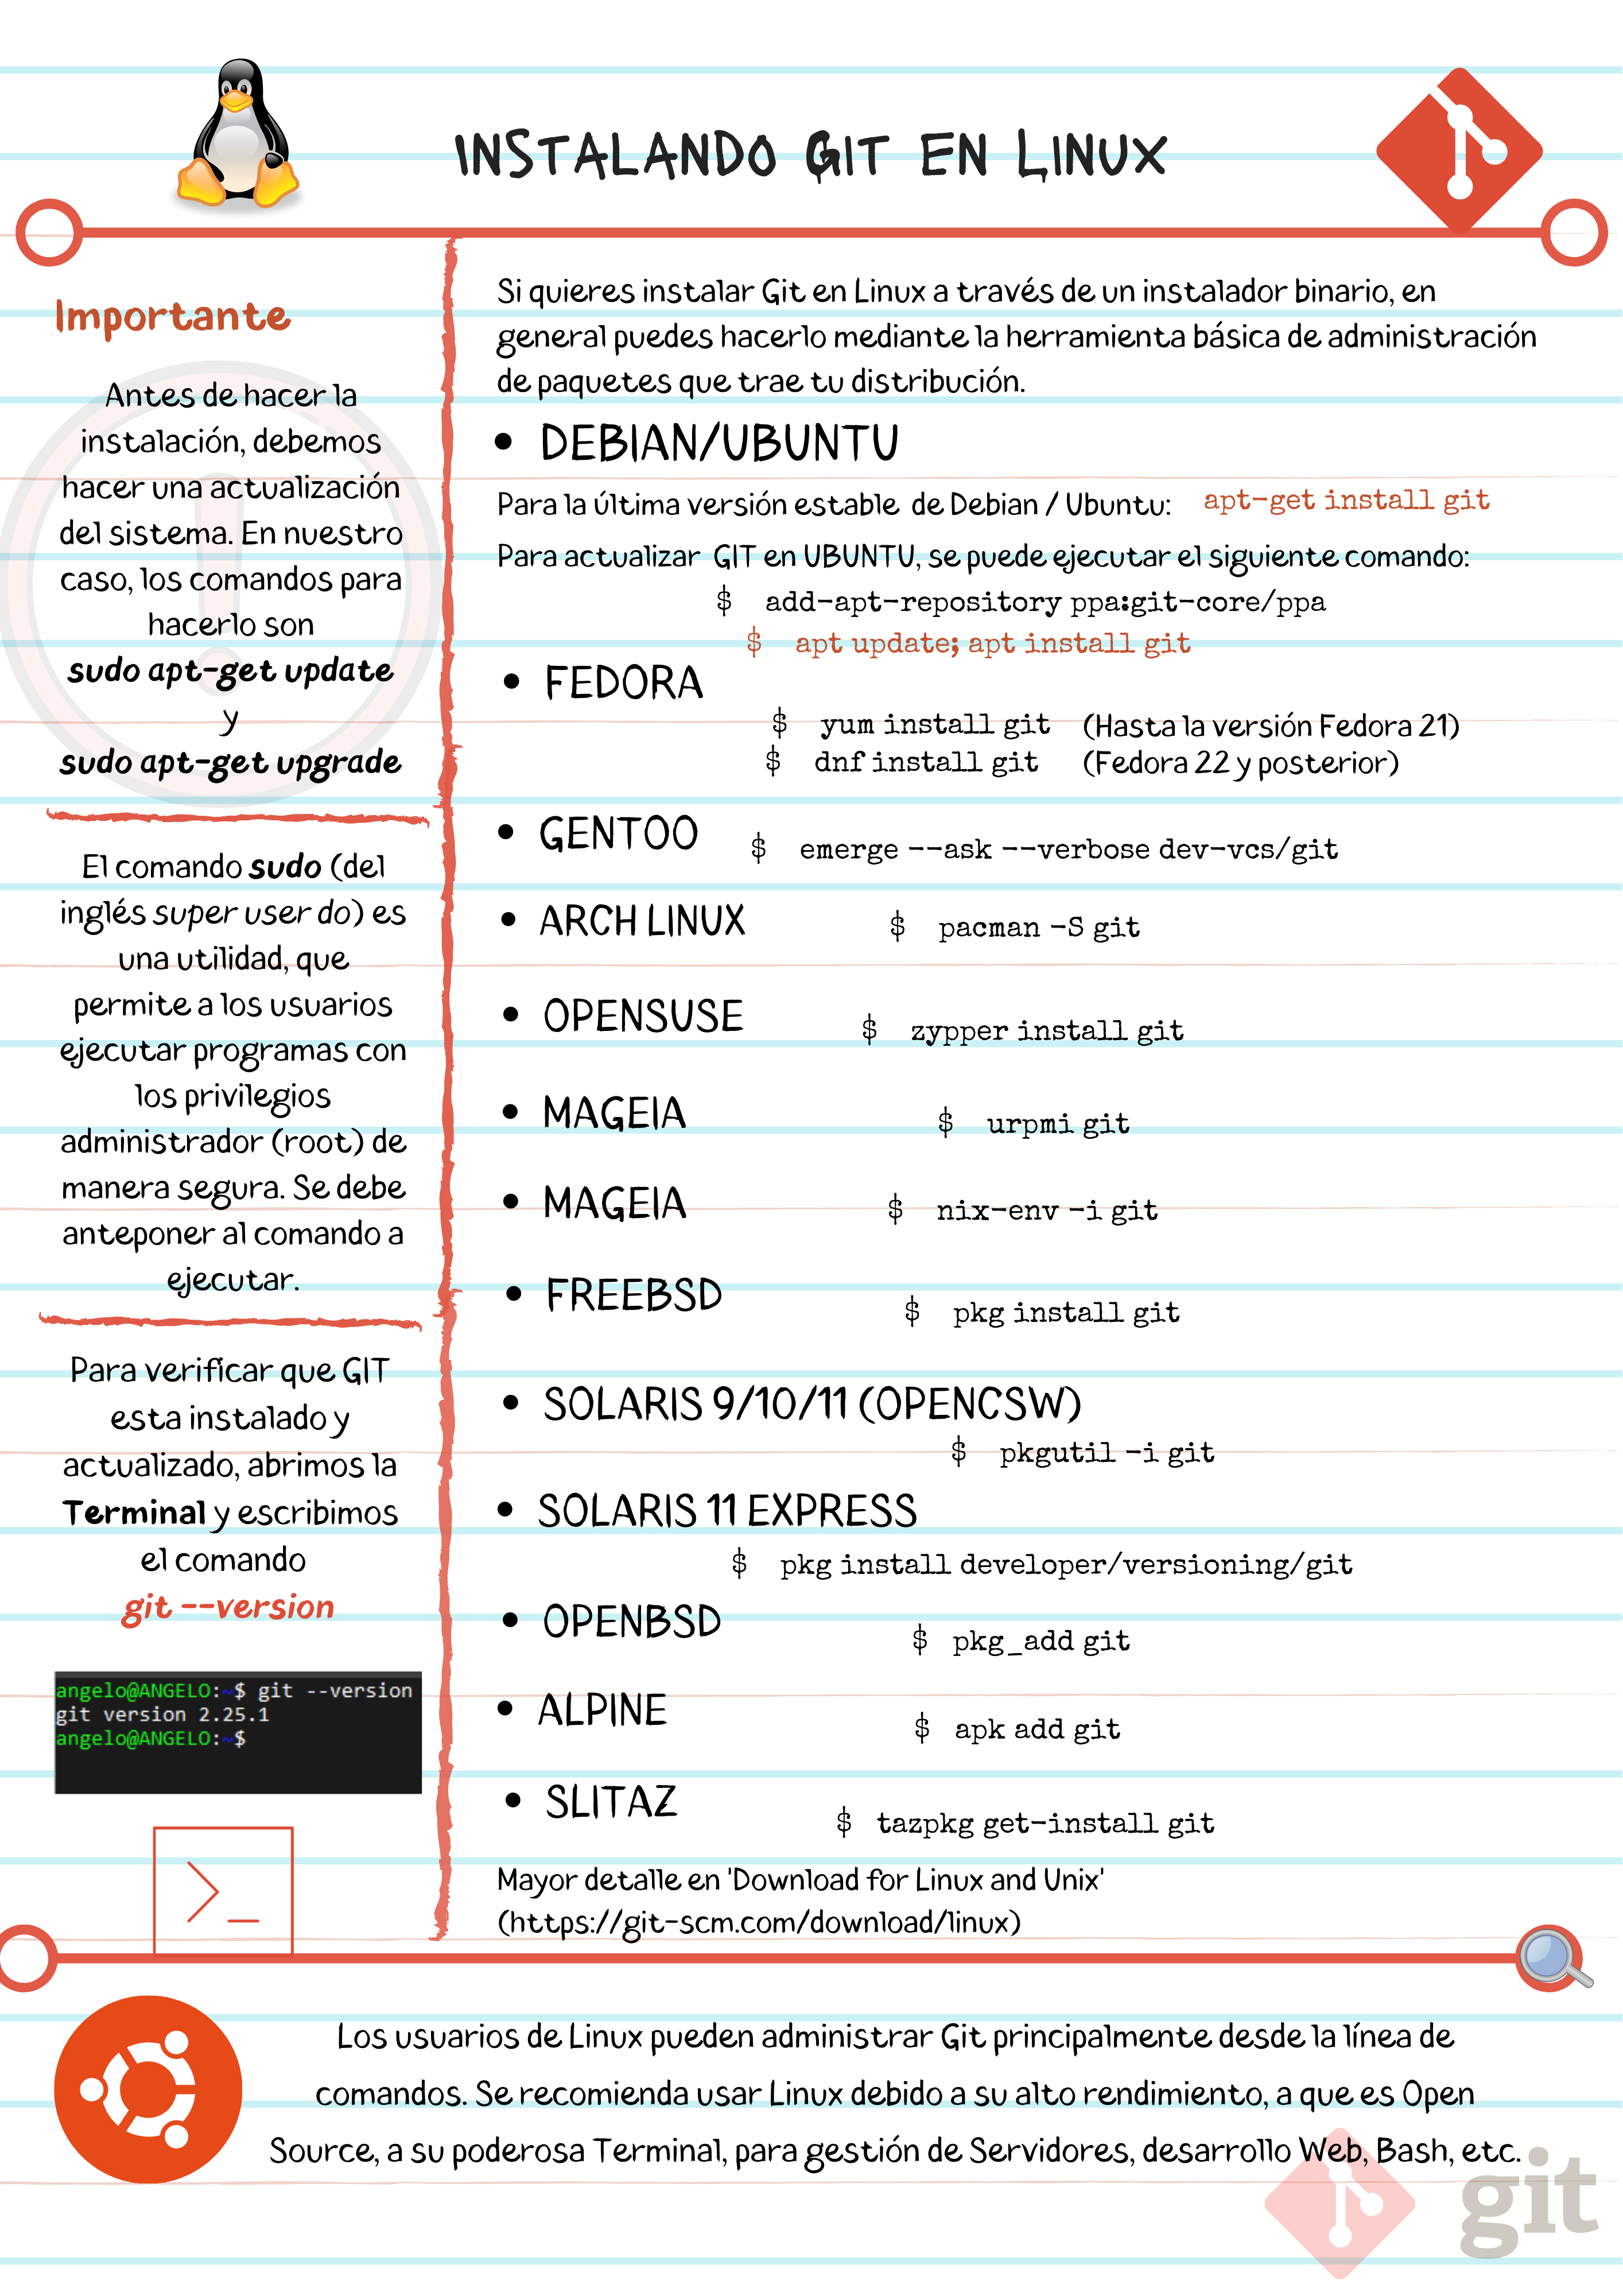 INSTALANDO GIT EN LINUX
Importante
Antes de hacer la
instalación, debemos
hacer una actualización
del sistema. En nuestro
caso, los comandos para
hacerlo son
sudo apt-get update
y
sudo apt-get upgrade
El comando sudo (del
inglés super user do) es
una utilidad, que
permite a los usuarios
ejecutar programas con
los privilegios
administrador (root) de
manera segura. Se debe
anteponer al comando a
ejecutar.
Para verificar que GIT
esta instalado y
actualizado, abrimos la
Terminal y escribimos
el comando
git --version
angelo@ANGELO:~$ git --version
git version 2.25.1
angelo@ANGELO:~$
>_
Si quieres instalar Git en Linux a través de un instalador binario, en
general puedes hacerlo mediante la herramienta básica de administración
de paquetes que trae tu distribución.
• DEBIAN/UBUNTU
Para la última versión estable de Debian / Ubuntu: apt-get install git
Para actualizar GIT en UBUNTU, se puede ejecutar el siguiente comando:
$ add-apt-repository ppa:git-core/ppa
$ apt update; apt install git
• FEDORA
$ yum install git (Hasta la versión Fedora 21)
$ dnf install git (Fedora 22 y posterior)
• GENTOO $ emerge --ask --verbose dev-vcs/git
• ARCH LINUX $ pacman -S git
• OPENSUSE $ zypper install git
• MAGEIA $ urpmi git
• MAGEIA $ nix-env -i git
• FREEBSD $ pkg install git
• SOLARIS 9/10/11 (OPENCSW)
$ pkgutil -i git
• SOLARIS 11 EXPRESS
$ pkg install developer/versioning/git
• OPENBSD $ pkg_add git
• ALPINE $ apk add git
• SLITAZ $ tazpkg get-install git
Mayor detalle en 'Download for Linux and Unix'
(https://git-scm.com/download/linux)
Los usuarios de Linux pueden administrar Git principalmente desde la línea de
comandos. Se recomienda usar Linux debido a su alto rendimiento, a que es Open
Source, a su poderosa Terminal, para gestión de Servidores, desarrollo Web, Bash, etc.
git